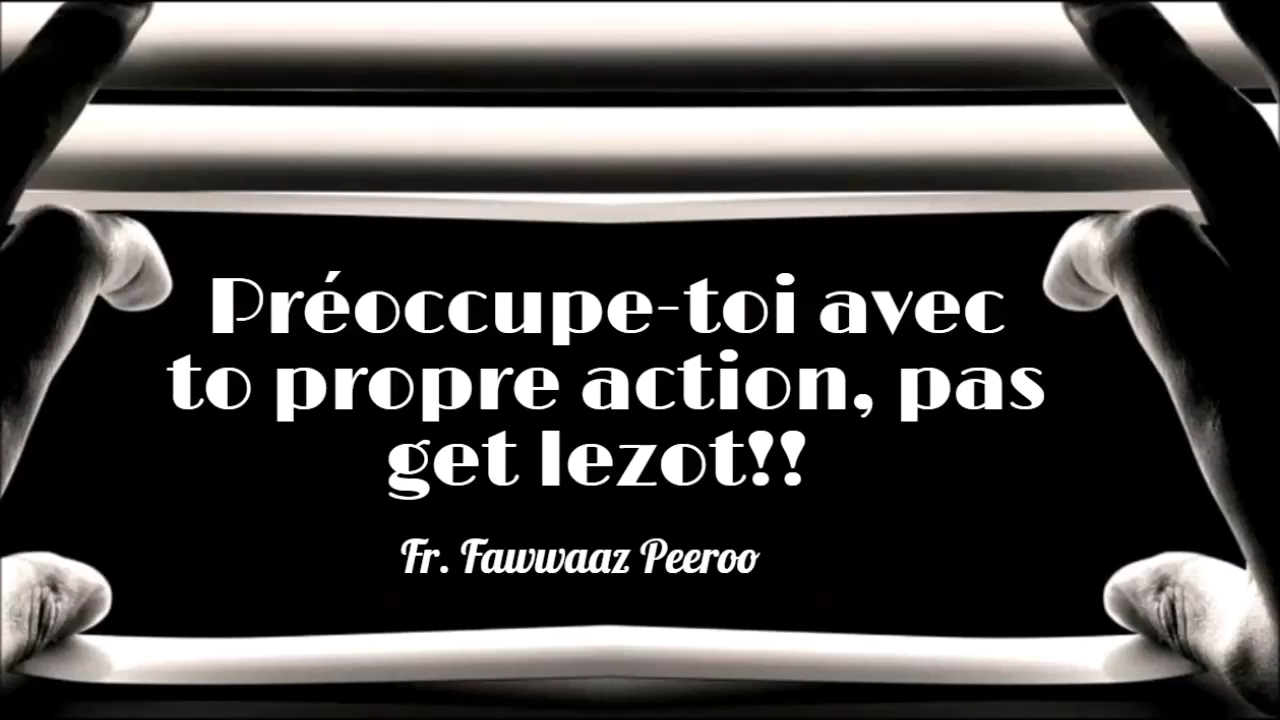 Préoccupe-toi avec
to propre action, pas
get lezot!!
Fr. Fawwaaz Peeroo